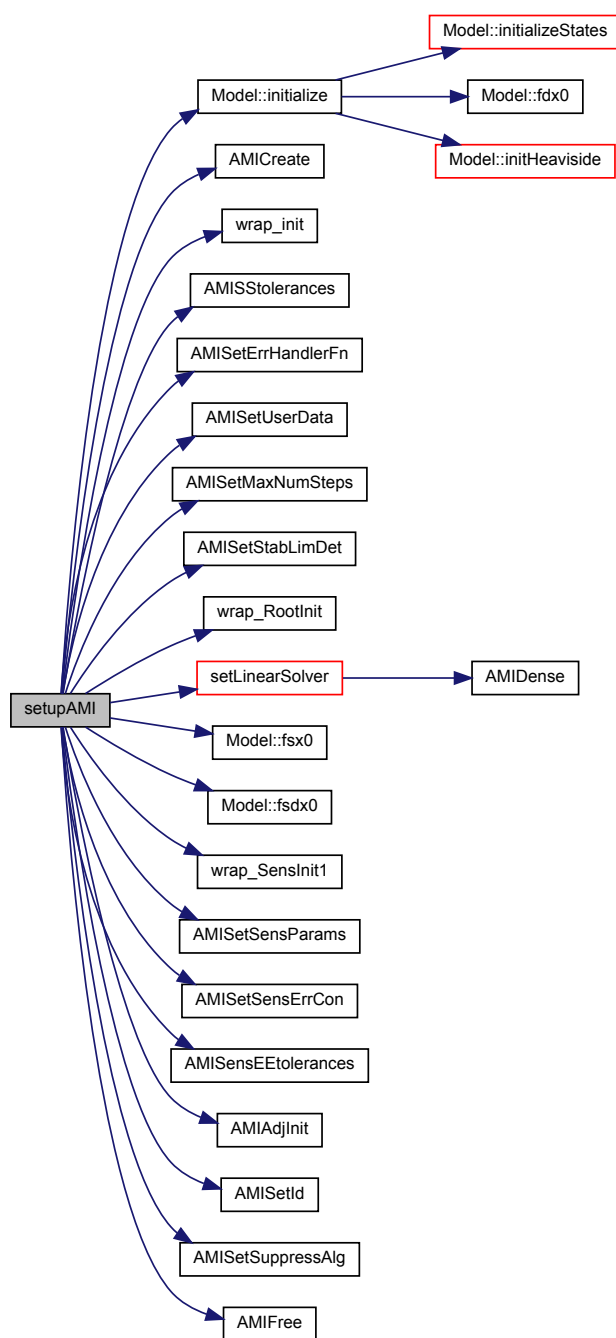 Model::initializeStates
Model::initialize
Model::fdx0
Model::initHeaviside
AMICreate
wrap_init
AMISStolerances
AMISetErrHandlerFn
AMISetUserData
AMISetMaxNumSteps
AMISetStabLimDet
wrap_RootInit
setLinearSolver
AMIDense
setupAMI
Model::fsx0
Model::fsdx0
wrap_SensInit1
AMISetSensParams
AMISetSensErrCon
AMISensEEtolerances
AMIAdjInit
AMISetId
AMISetSuppressAlg
AMIFree